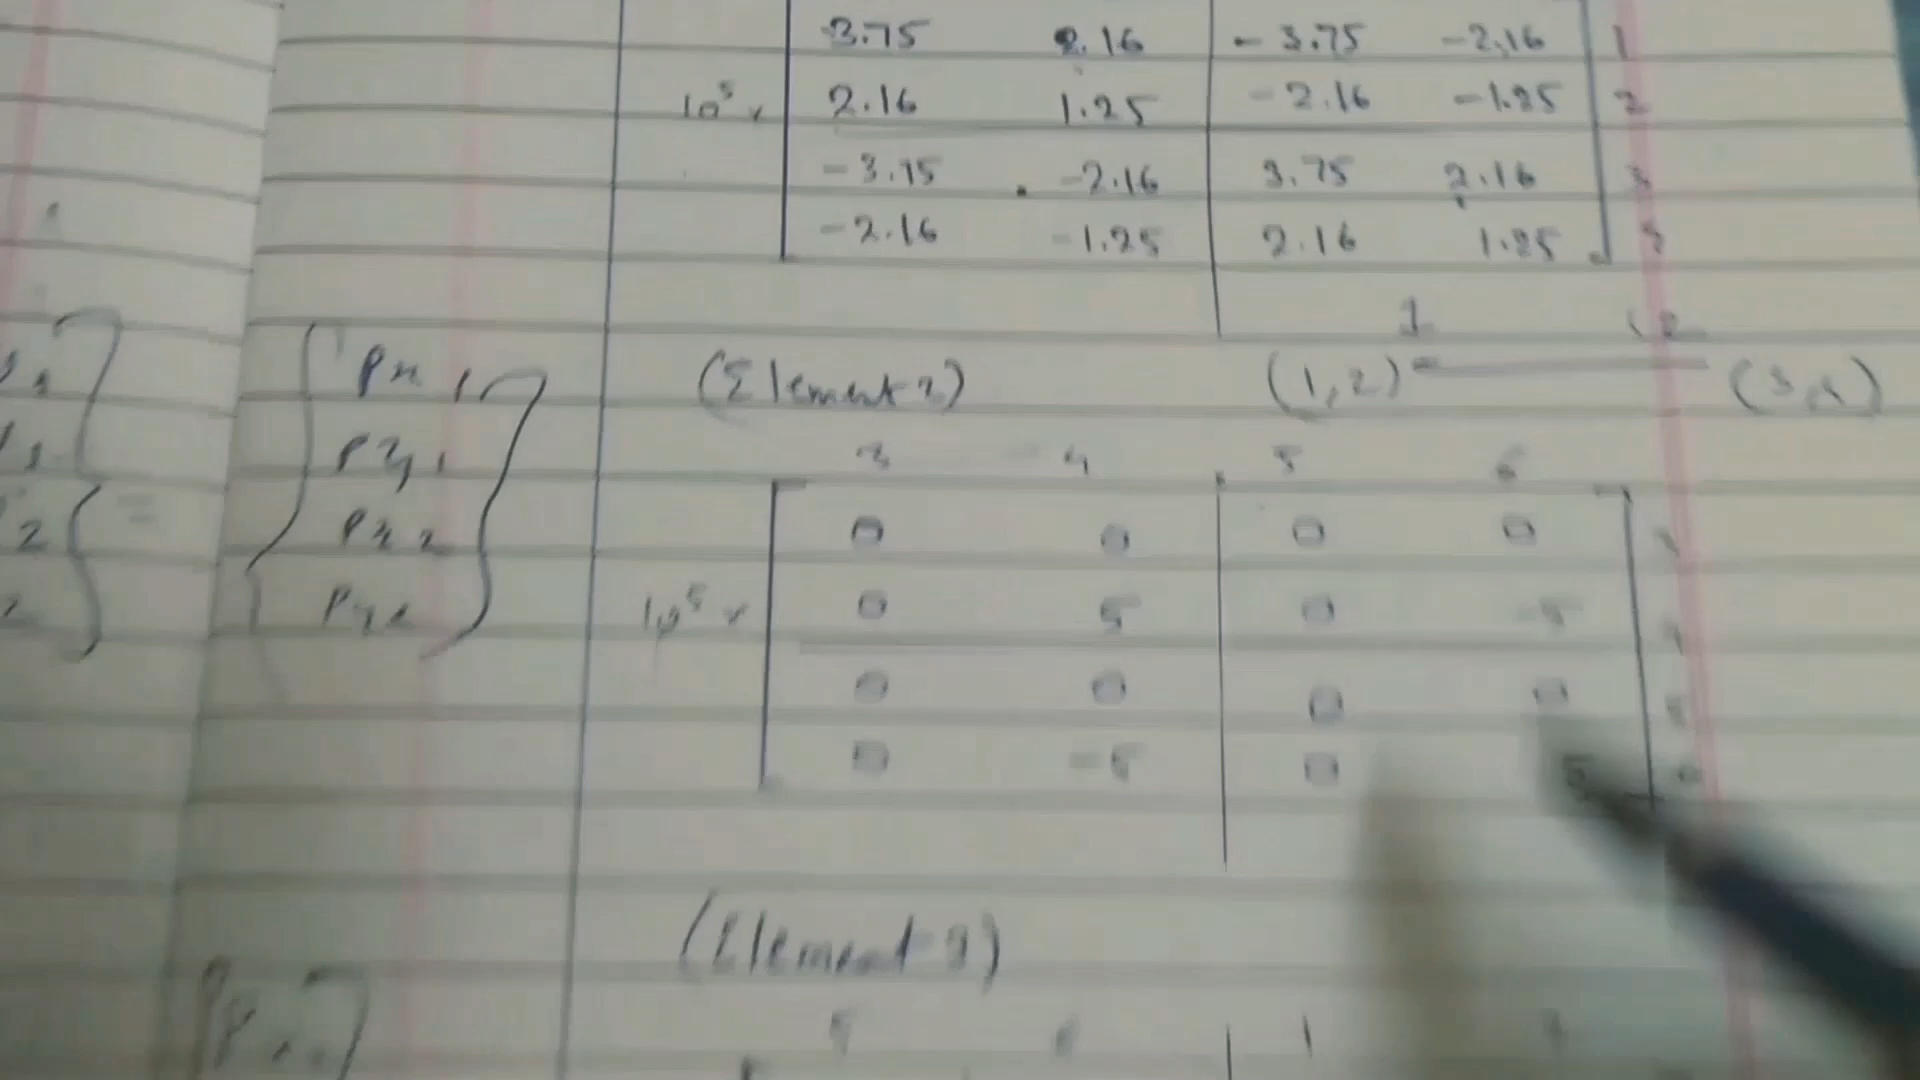 3.75 2.16 - 3.75 -2.16 1
10⁵ × 2.16 1.25 -2.16 -1.25 2
-3.75 -2.16 3.75 2.16 3
-2.16 -1.25 2.16 1.25
1 2
Px1 (Element 2) (1,2) (3,4)
Py1 3 4 5 6
0 0 0 0
2 = Px2 0 5 0 -5
Py2 10⁵ ×
0 0 0 0 5
0 -5 0 5 6
(Element 3)
5 6 1